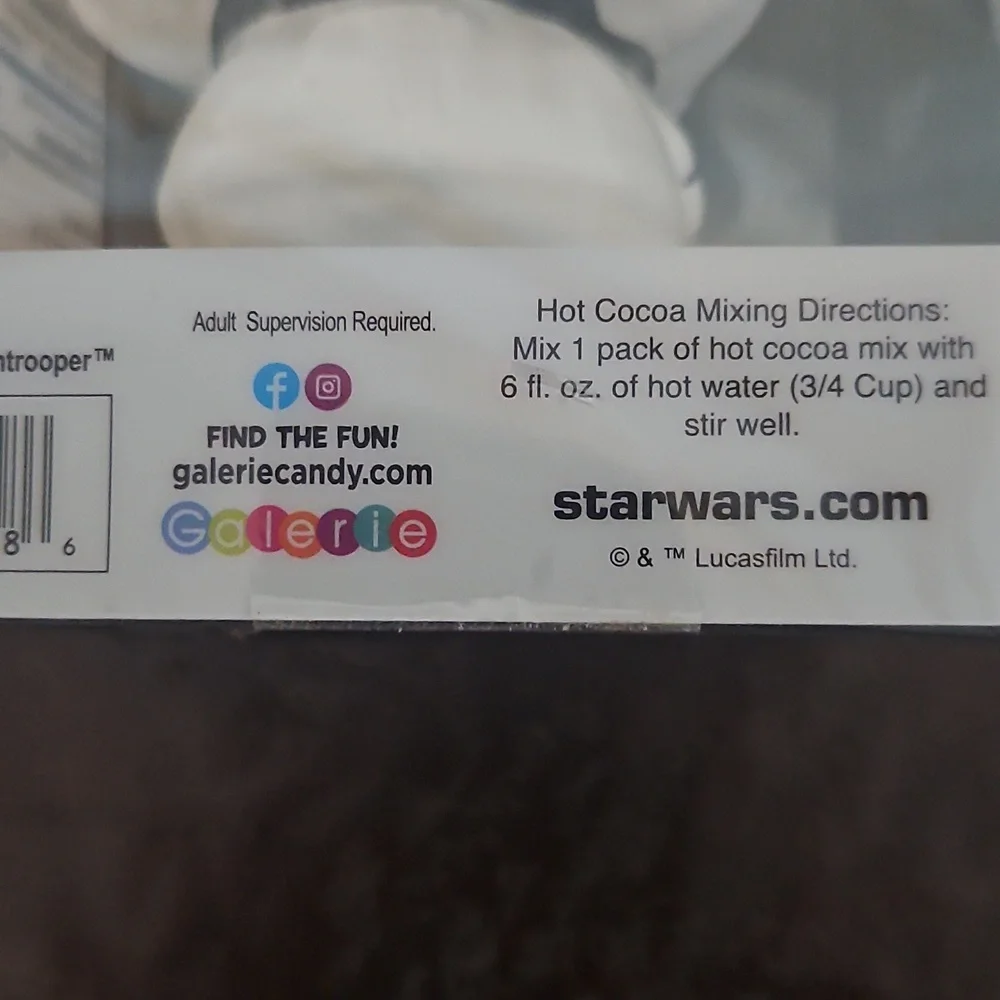 ntrooper™
8 6
Adult Supervision Required.
FIND THE FUN!
galeriecandy.com
Galerie
Hot Cocoa Mixing Directions:
Mix 1 pack of hot cocoa mix with
6 fl. oz. of hot water (3/4 Cup) and
stir well.
starwars.com
© & ™ Lucasfilm Ltd.